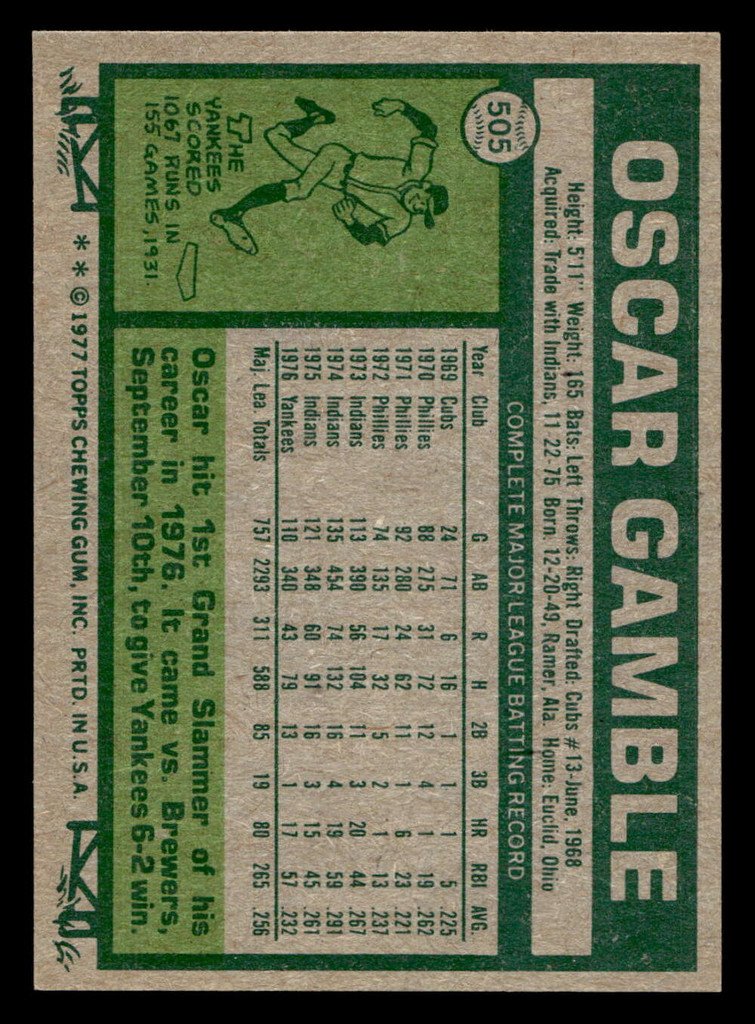 505
OSCAR GAMBLE
Height: 5'11" Weight: 165 Bats: Left Throws: Right Drafted: Cubs #13-June, 1968
Acquired: Trade with Indians, 11-22-75 Born: 12-20-49, Ramer, Ala. Home: Euclid, Ohio
COMPLETE MAJOR LEAGUE BATTING RECORD
Year Club G AB R H 2B 3B HR RBI AVG.
1969 Cubs 24 71 6 16 1 1 1 5 .225
1970 Phillies 88 275 31 72 12 4 1 19 .262
1971 Phillies 92 280 24 62 11 1 6 23 .221
1972 Phillies 74 135 17 32 5 2 1 13 .237
1973 Indians 113 390 56 104 11 3 20 44 .267
1974 Indians 135 454 74 132 16 4 19 59 .291
1975 Indians 121 348 60 91 16 3 15 45 .261
1976 Yankees 110 340 43 79 13 1 17 57 .232
Maj. Lea. Totals 757 2293 311 588 85 19 80 265 .256
THE
YANKEES
SCORED
1067 RUNS IN
155 GAMES, 1931.
Oscar hit 1st Grand Slammer of his
career in 1976. It came vs. Brewers,
September 10th, to give Yankees 6-2 win.
* * © 1977 TOPPS CHEWING GUM, INC. PRTD. IN U.S.A.